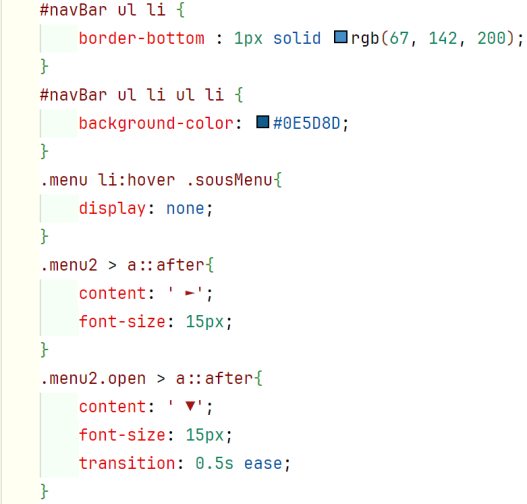 #navBar ul li {
border-bottom : 1px solid rgb(67, 142, 200);
}
#navBar ul li ul li {
background-color: #0E5D8D;
}
.menu li:hover .sousMenu{
display: none;
}
.menu2 > a::after{
content: ' ►';
font-size: 15px;
}
.menu2.open > a::after{
content: ' ▼';
font-size: 15px;
transition: 0.5s ease;
}